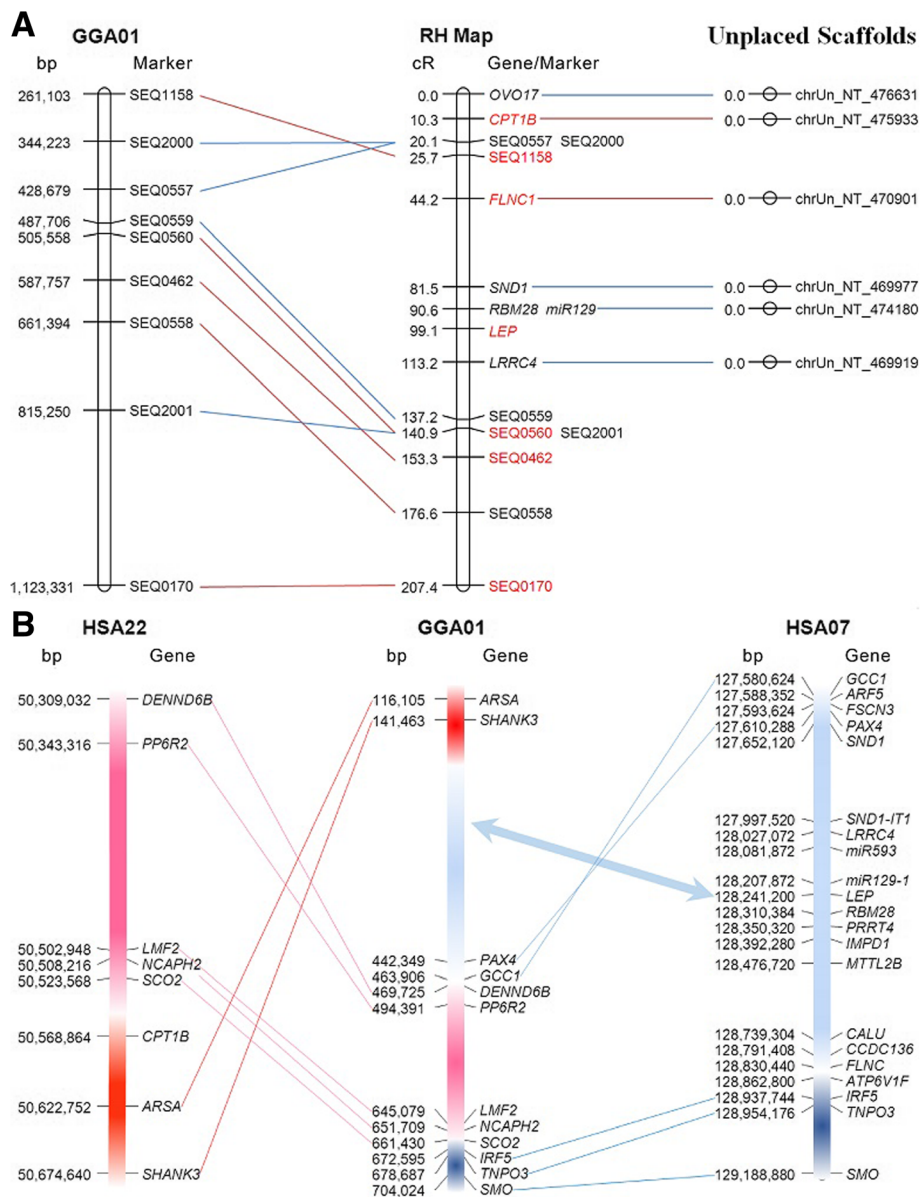 A
GGA01
RH Map
Unplaced Scaffolds
bp
Marker
cR
Gene/Marker
261,103 SEQ1158
344,223 SEQ2000
428,679 SEQ0557
487,706 SEQ0559
505,558 SEQ0560
587,757 SEQ0462
661,394 SEQ0558
815,250 SEQ2001
1,123,331 SEQ0170
0.0 OVO17
10.3 CPT1B
20.1 SEQ0557 SEQ2000
25.7 SEQ1158
44.2 FLNC1
81.5 SND1
90.6 RBM28 miR129
99.1 LEP
113.2 LRRC4
137.2 SEQ0559
140.9 SEQ0560 SEQ2001
153.3 SEQ0462
176.6 SEQ0558
207.4 SEQ0170
0.0 chrUn_NT_476631
0.0 chrUn_NT_475933
0.0 chrUn_NT_470901
0.0 chrUn_NT_469977
0.0 chrUn_NT_474180
0.0 chrUn_NT_469919
B
HSA22
GGA01
HSA07
bp
Gene
bp
Gene
bp
Gene
50,309,032 DENND6B
50,343,316 PP6R2
50,502,948 LMF2
50,508,216 NCAPH2
50,523,568 SCO2
50,568,864 CPT1B
50,622,752 ARSA
50,674,640 SHANK3
116,105 ARSA
141,463 SHANK3
442,349 PAX4
463,906 GCC1
469,725 DENND6B
494,391 PP6R2
645,079 LMF2
651,709 NCAPH2
661,430 SCO2
672,595 IRF5
678,687 TNPO3
704,024 SMO
127,580,624 GCC1
127,588,352 ARF5
127,593,624 FSCN3
127,610,288 PAX4
127,652,120 SND1
127,997,520 SND1-IT1
128,027,072 LRRC4
128,081,872 miR593
128,207,872 miR129-1
128,241,200 LEP
128,310,384 RBM28
128,350,320 PRRT4
128,392,280 IMPD1
128,476,720 MTTL2B
128,739,304 CALU
128,791,408 CCDC136
128,830,440 FLNC
128,862,800 ATP6V1F
128,937,744 IRF5
128,954,176 TNPO3
129,188,880 SMO